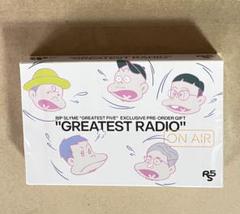 RIP SLYME "GREATEST FIVE" EXCLUSIVE PRE-ORDER GIFT
"GREATEST RADIO"
ON AIR
R5
S